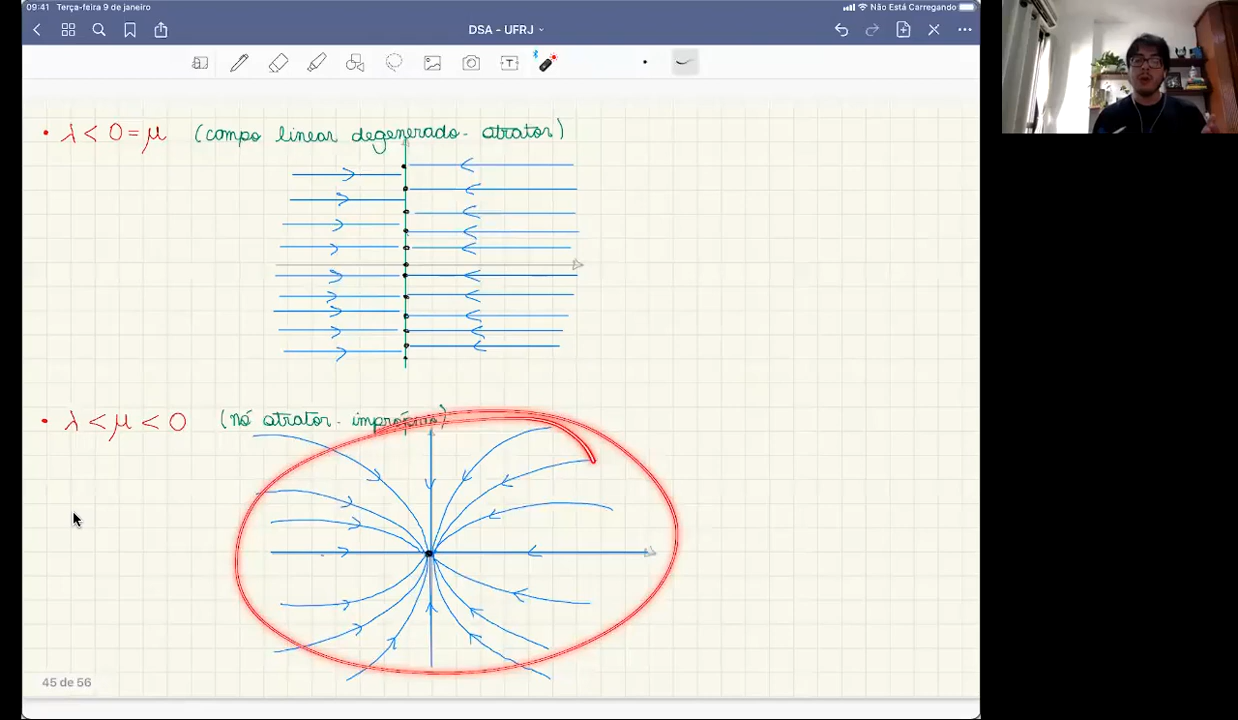 09:41 Terça-feira 9 de janeiro Não Está Carregando
DSA - UFRJ
T
• λ < 0 = μ (campo linear degenerado - atrator)
• λ < μ < 0 (nó atrator - impróprio)
45 de 56